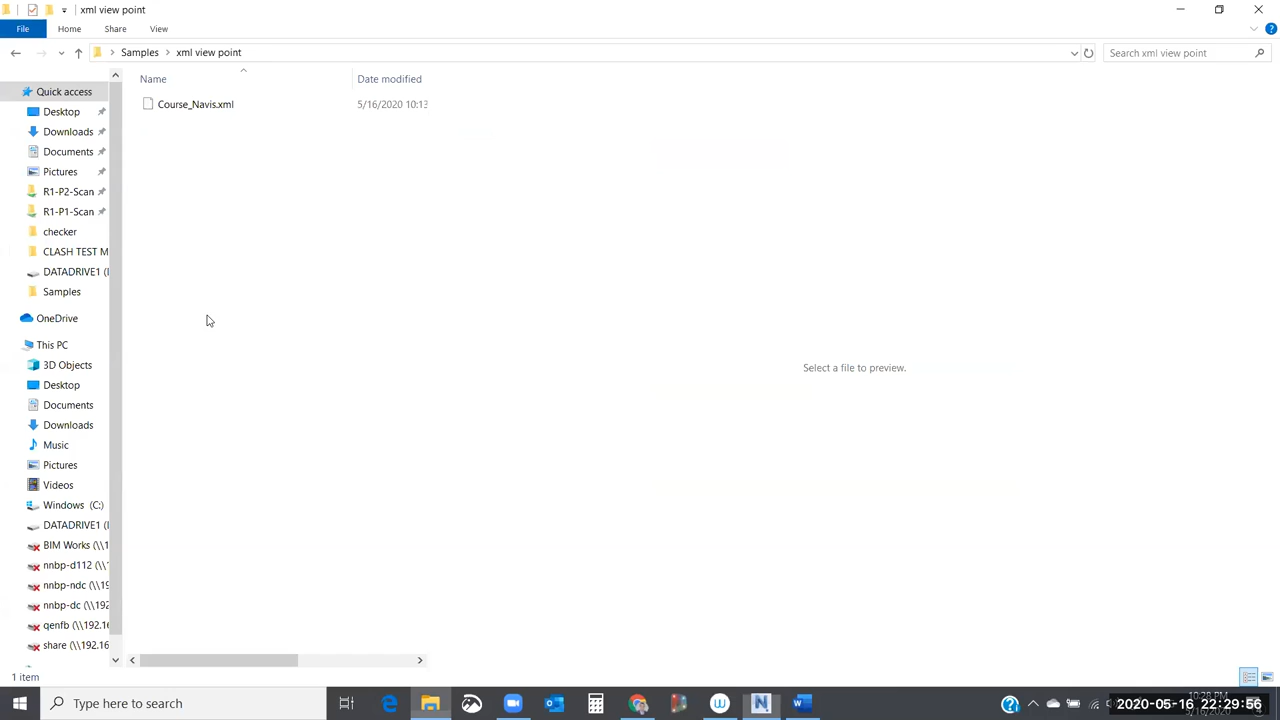 xml view point
File Home Share View
Samples xml view point Search xml view point
Name Date modified
Course_Navis.xml 5/16/2020 10:13
Quick access
Desktop
Downloads
Documents
Pictures
R1-P2-Scan
R1-P1-Scan
checker
CLASH TEST M
DATADRIVE1 (
Samples
OneDrive
This PC
3D Objects
Desktop
Documents
Downloads
Music
Pictures
Videos
Windows (C:)
DATADRIVE1 (
BIM Works (\\1
nnbp-d112 (\\1
nnbp-ndc (\\19
nnbp-dc (\\192
qenfb (\\192.16
share (\\192.16
Select a file to preview.
1 item
Type here to search
10:28 PM
2020-05-16 22:29:56